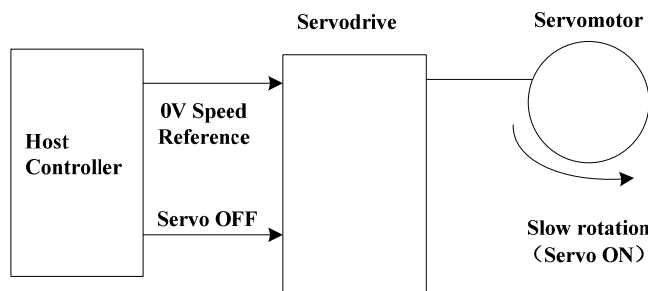 Servodrive
Servomotor
0V Speed
Reference
Host
Controller
Servo OFF
Slow rotation
（Servo ON）